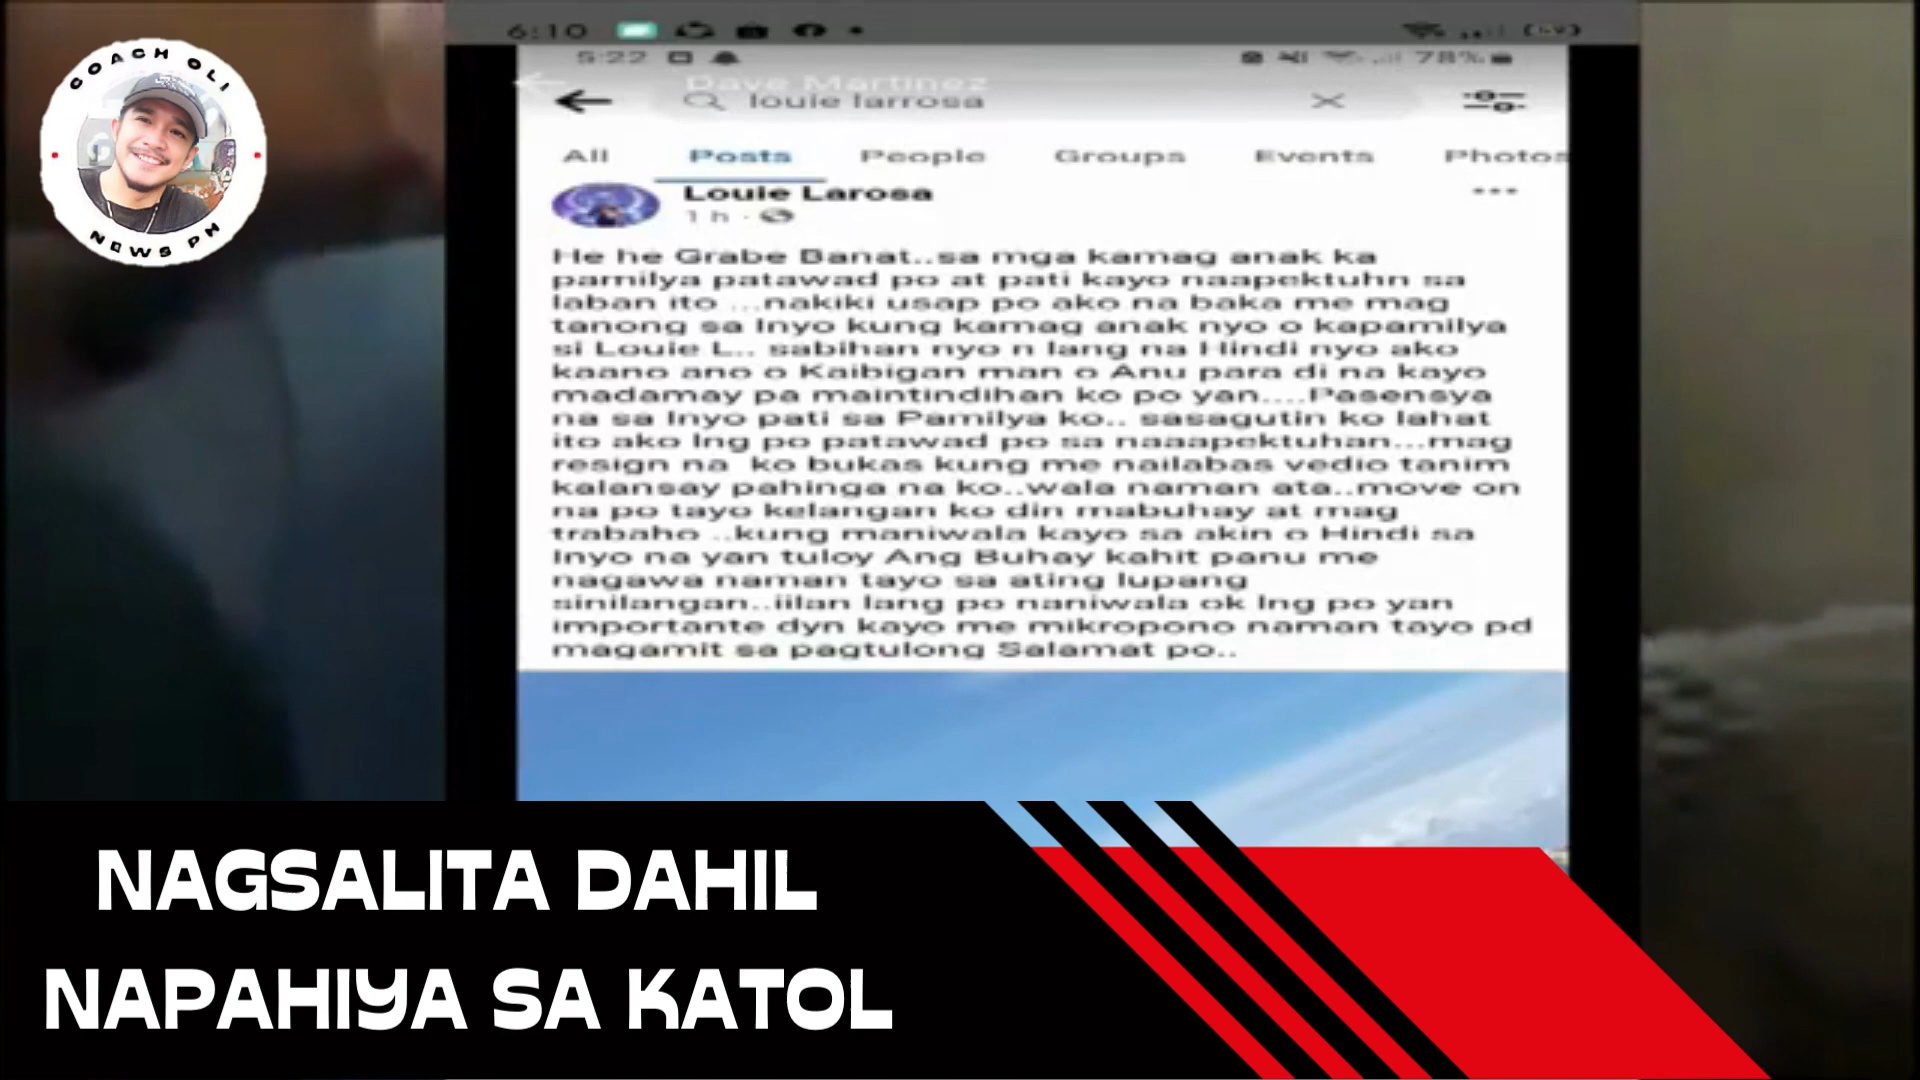 COACH OLI
NEWS PH
6:10
5:22
78%
Dave Martinez
louie larrosa
All Posts People Groups Events Photos
Louie Larosa
1 h
He he Grabe Banat..sa mga kamag anak ka
pamilya patawad po at pati kayo naapektuhn sa
laban ito ...nakiki usap po ako na baka me mag
tanong sa Inyo kung kamag anak nyo o kapamilya
si Louie L.. sabihan nyo n lang na Hindi nyo ako
kaano ano o Kaibigan man o Anu para di na kayo
madamay pa maintindihan ko po yan....Pasensya
na sa Inyo pati sa Pamilya ko.. sasagutin ko lahat
ito ako lng po patawad po sa naaapektuhan...mag
resign na ko bukas kung me nailabas vedio tanim
kalansay pahinga na ko..wala naman ata..move on
na po tayo kelangan ko din mabuhay at mag
trabaho ..kung maniwala kayo sa akin o Hindi sa
Inyo na yan tuloy Ang Buhay kahit panu me
nagawa naman tayo sa ating lupang
sinilangan..iilan lang po naniwala ok lng po yan
importante dyn kayo me mikropono naman tayo pd
magamit sa pagtulong Salamat po..
NAGSALITA DAHIL
NAPAHIYA SA KATOL